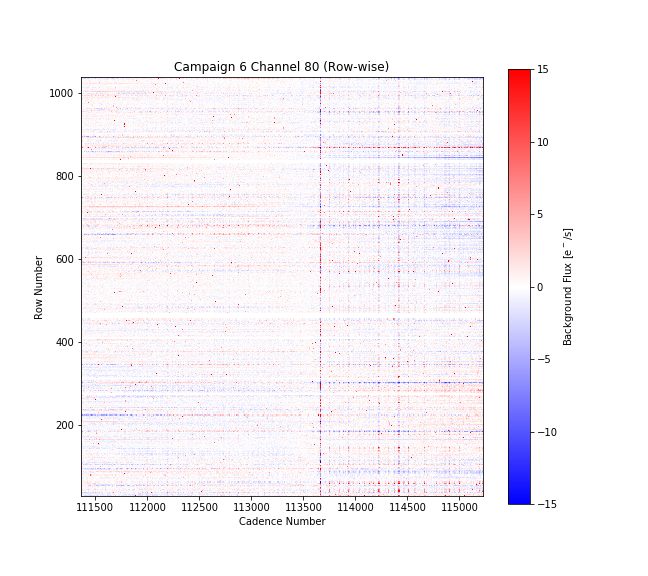 Campaign 6 Channel 80 (Row-wise)
1000
800
600
400
200
Row Number
111500 112000 112500 113000 113500 114000 114500 115000
Cadence Number
15
10
5
0
−5
−10
−15
Background Flux [e⁻/s]